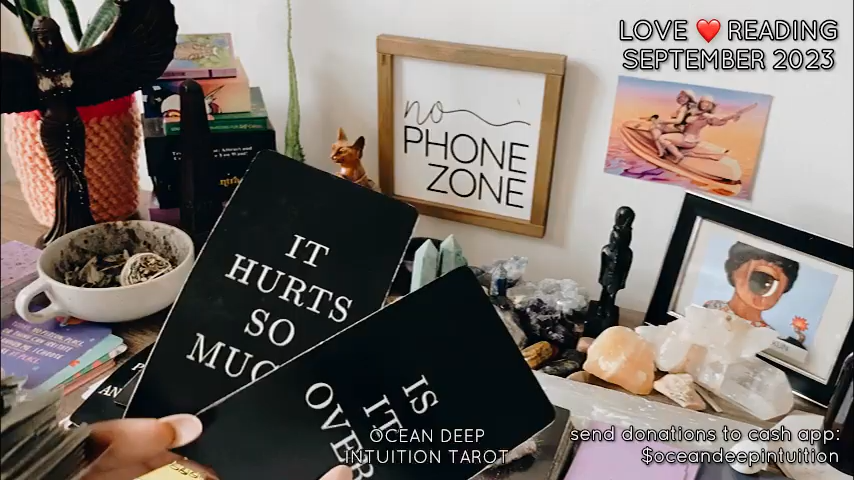 LOVE ❤️ READING
SEPTEMBER 2023
no
PHONE
ZONE
IT
HURTS
SO
MUC
IS
IT
OVER
OCEAN DEEP
INTUITION TAROT
send donations to cash app:
$oceandeepintuition